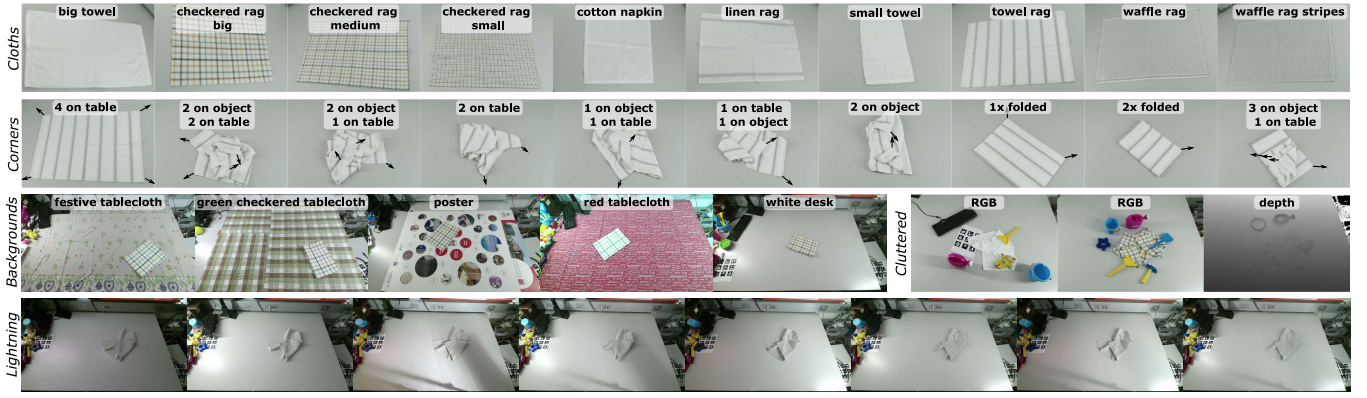 Cloths
big towel
checkered rag
big
checkered rag
medium
checkered rag
small
cotton napkin
linen rag
small towel
towel rag
waffle rag
waffle rag stripes
Corners
4 on table
2 on object
2 on table
2 on object
1 on table
2 on table
1 on object
1 on table
1 on table
1 on object
2 on object
1x folded
2x folded
3 on object
1 on table
Backgrounds
festive tablecloth
green checkered tablecloth
poster
red tablecloth
white desk
Cluttered
RGB
RGB
depth
Lightning